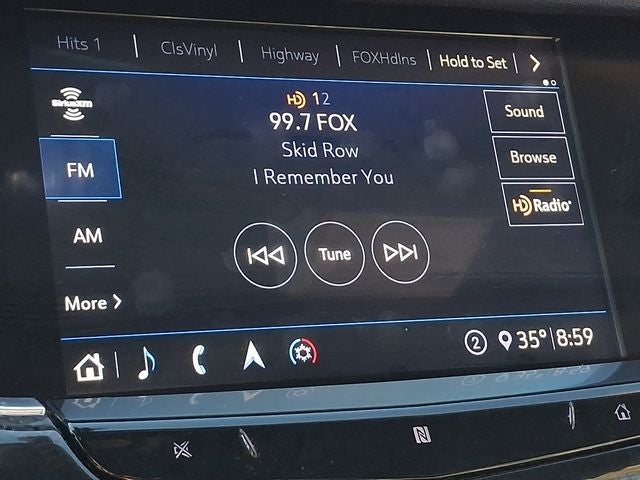 Hits 1 ClsVinyl Highway FOXHdlns Hold to Set
SiriusXM
FM
AM
More
HD 12
99.7 FOX
Skid Row
I Remember You
Tune
Sound
Browse
HD Radio
2 35° 8:59
N